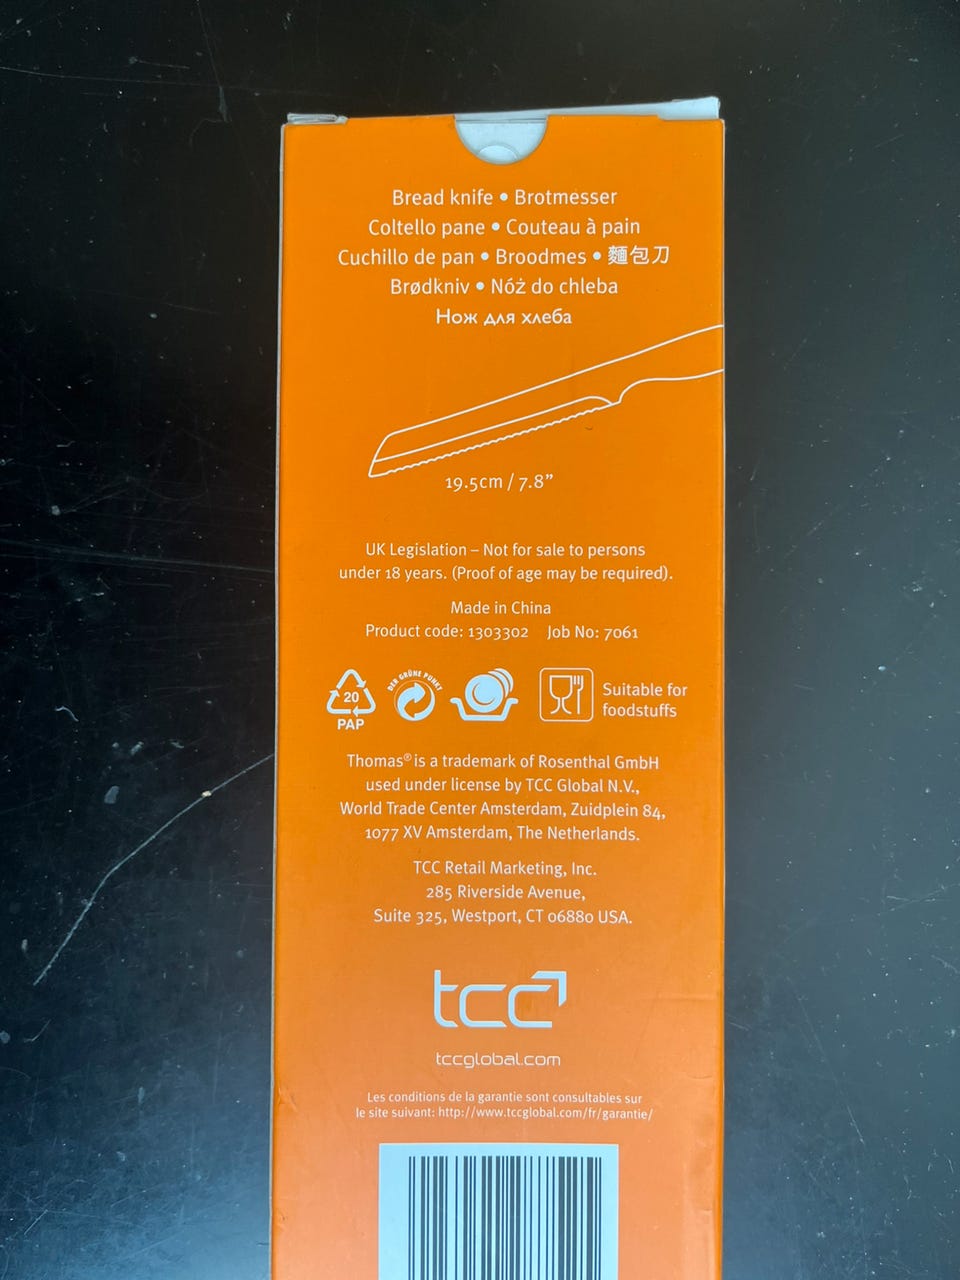 Bread knife • Brotmesser
Coltello pane • Couteau à pain
Cuchillo de pan • Broodmes • 麵包刀
Brødkniv • Nóż do chleba
Нож для хлеба
19.5cm / 7.8”
UK Legislation – Not for sale to persons
under 18 years. (Proof of age may be required).
Made in China
Product code: 1303302 Job No: 7061
20
PAP
DER GRÜNE PUNKT
Suitable for
foodstuffs
Thomas® is a trademark of Rosenthal GmbH
used under license by TCC Global N.V.,
World Trade Center Amsterdam, Zuidplein 84,
1077 XV Amsterdam, The Netherlands.
TCC Retail Marketing, Inc.
285 Riverside Avenue,
Suite 325, Westport, CT 06880 USA.
tcc
tccglobal.com
Les conditions de la garantie sont consultables sur
le site suivant: http://www.tccglobal.com/fr/garantie/